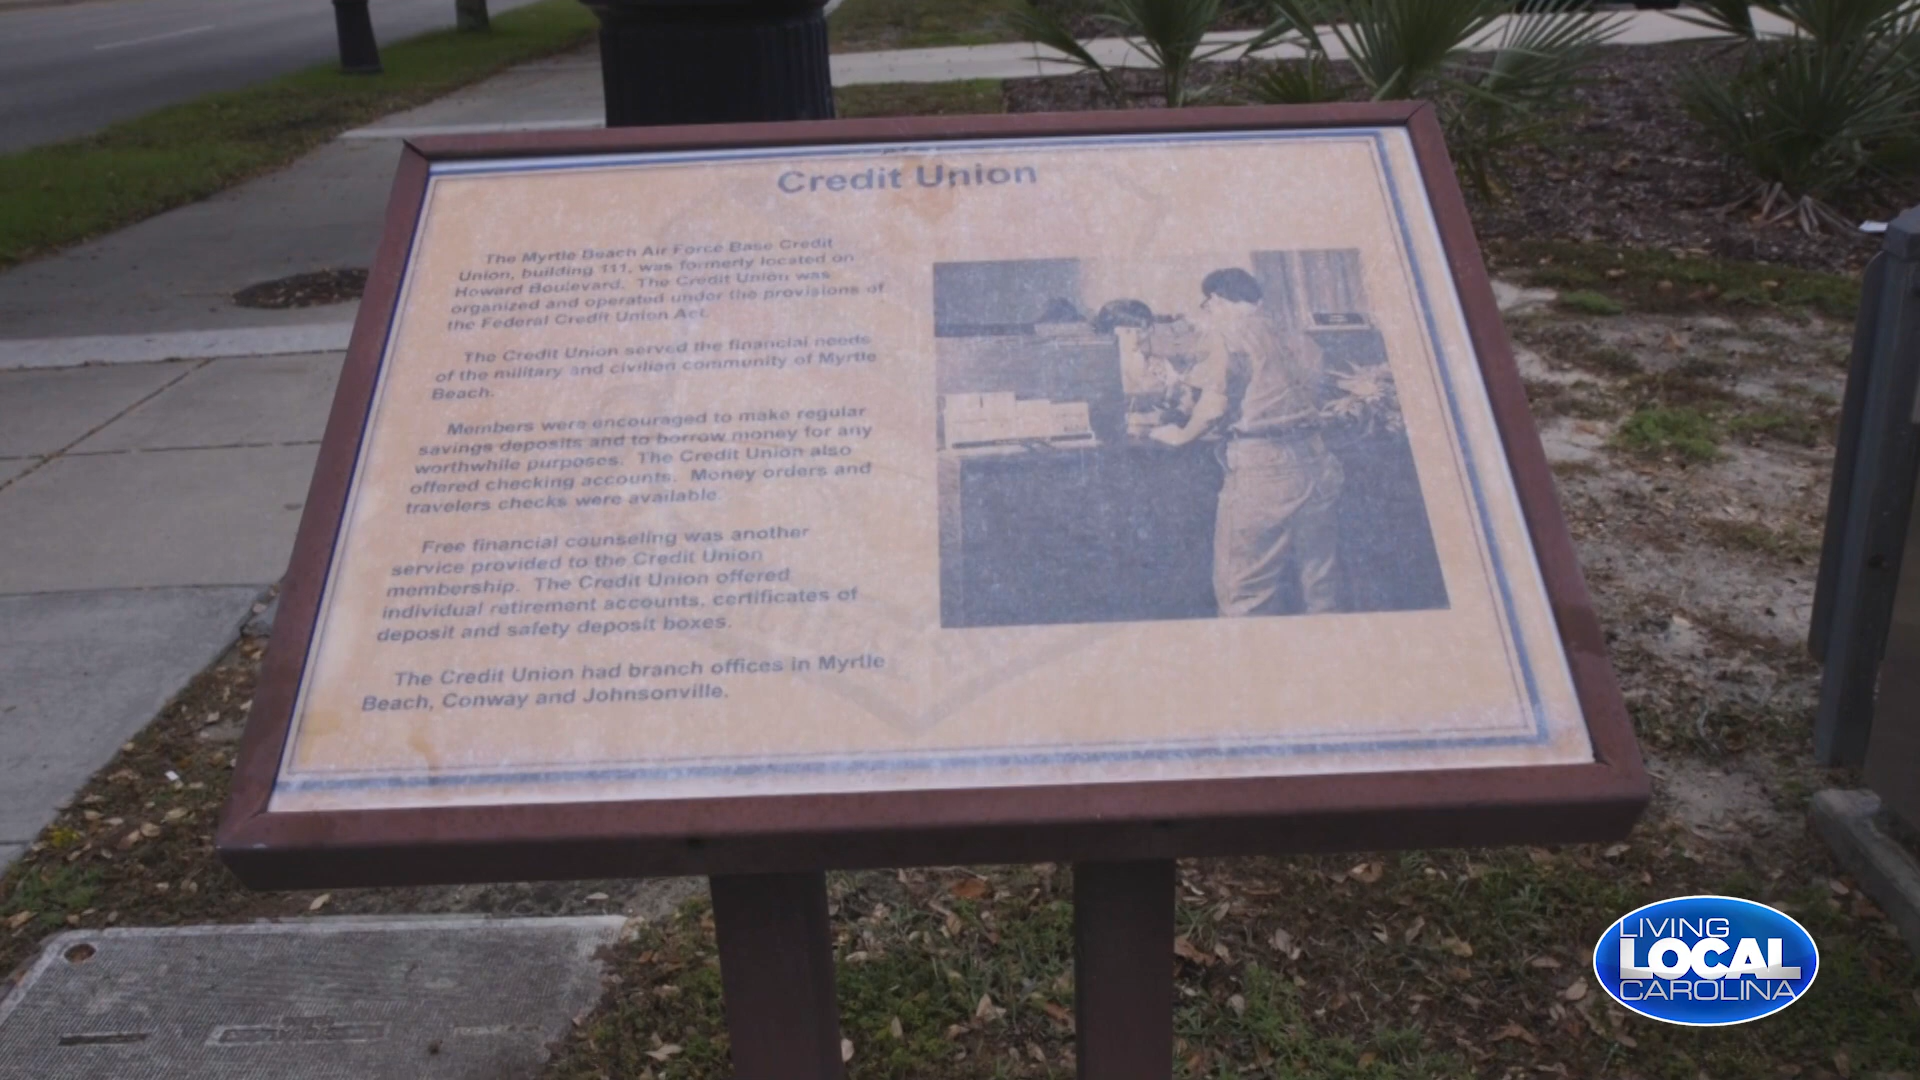 Credit Union
The Myrtle Beach Air Force Base Credit
Union, building 111, was formerly located on
Howard Boulevard. The Credit Union was
organized and operated under the provisions of
the Federal Credit Union Act.
The Credit Union served the financial needs
of the military and civilian community of Myrtle
Beach.
Members were encouraged to make regular
savings deposits and to borrow money for any
worthwhile purposes. The Credit Union also
offered checking accounts. Money orders and
travelers checks were available.
Free financial counseling was another
service provided to the Credit Union
membership. The Credit Union offered
individual retirement accounts, certificates of
deposit and safety deposit boxes.
The Credit Union had branch offices in Myrtle
Beach, Conway and Johnsonville.
LIVING
LOCAL
CAROLINA